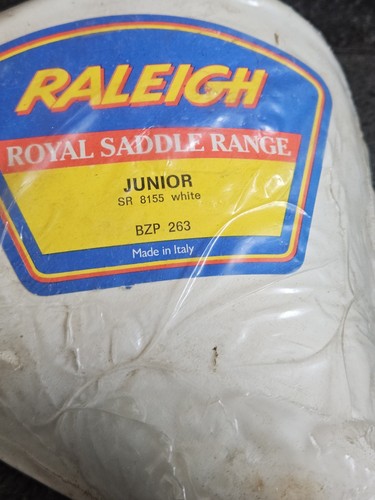 RALEIGH
ROYAL SADDLE RANGE
JUNIOR
SR 8155 white
BZP 263
Made in Italy